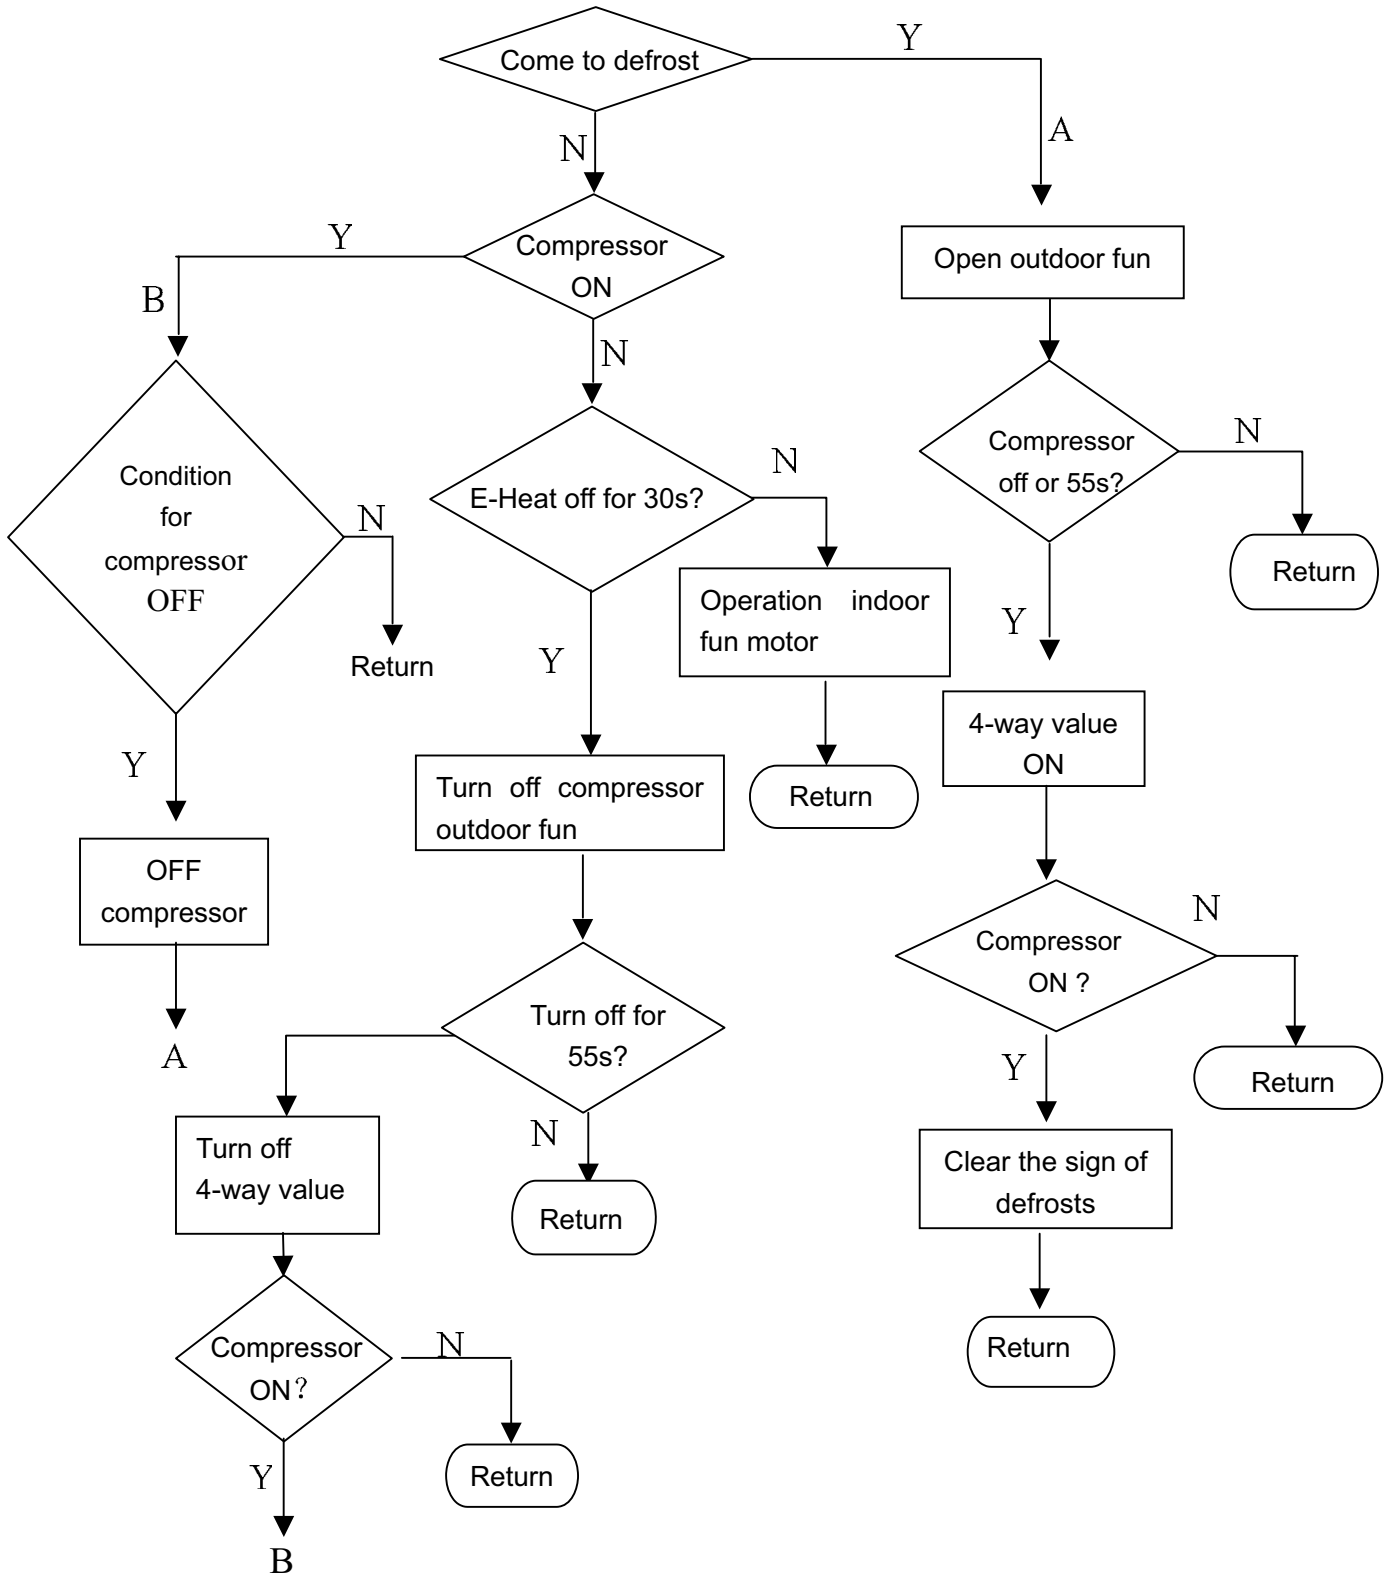 Come to defrost
Y
A
N
Compressor
ON
Y
B
N
Open outdoor fun
Compressor
off or 55s?
N
Return
Y
Condition
for
compressor
OFF
N
Return
Y
E-Heat off for 30s?
N
Operation indoor
fun motor
Return
Y
4-way value
ON
Turn off compressor
outdoor fun
OFF
compressor
A
Compressor
ON ?
N
Return
Y
Turn off for
55s?
N
Return
Turn off
4-way value
Clear the sign of
defrosts
Return
Compressor
ON?
N
Return
Y
B